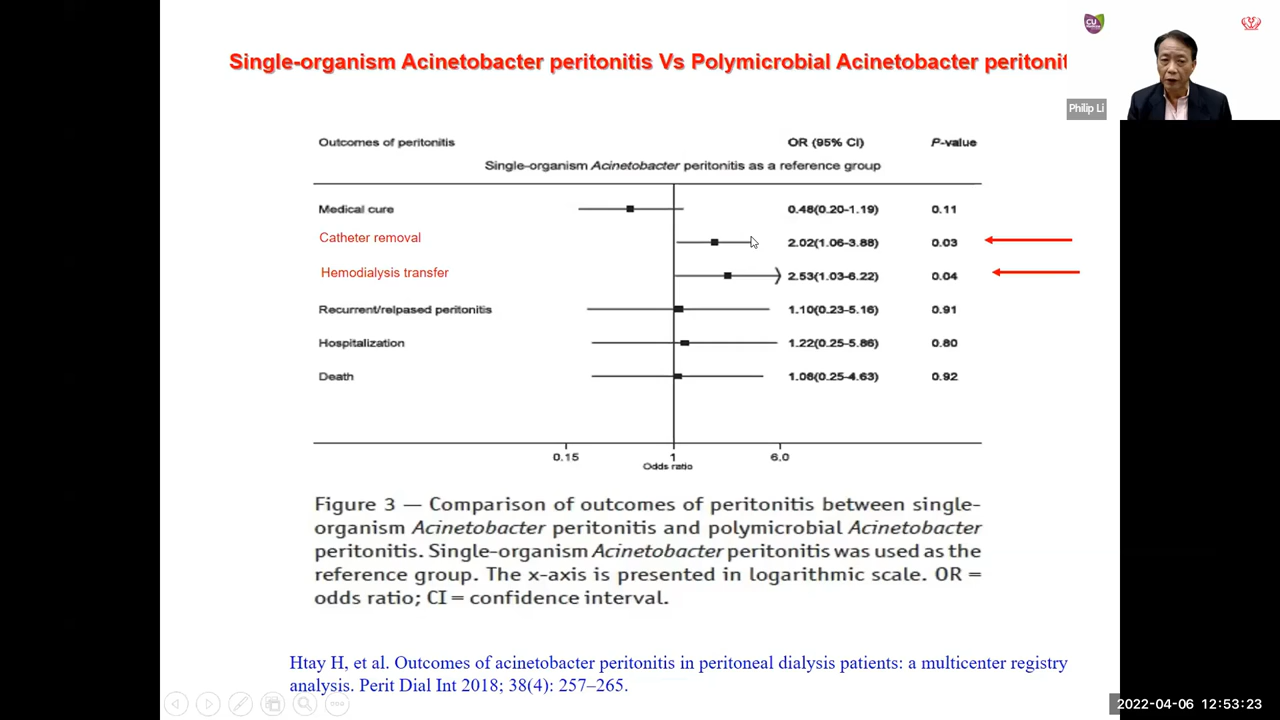 Single-organism Acinetobacter peritonitis Vs Polymicrobial Acinetobacter peritonit
CU
Philip Li
Outcomes of peritonitis OR (95% CI) P-value
Single-organism Acinetobacter peritonitis as a reference group
Medical cure 0.48(0.20-1.19) 0.11
Catheter removal 2.02(1.06-3.88) 0.03
Hemodialysis transfer 2.53(1.03-6.22) 0.04
Recurrent/relpased peritonitis 1.10(0.23-5.16) 0.91
Hospitalization 1.22(0.25-5.86) 0.80
Death 1.06(0.25-4.63) 0.92
0.15 1 6.0
Odds ratio
Figure 3 — Comparison of outcomes of peritonitis between single-
organism Acinetobacter peritonitis and polymicrobial Acinetobacter
peritonitis. Single-organism Acinetobacter peritonitis was used as the
reference group. The x-axis is presented in logarithmic scale. OR =
odds ratio; CI = confidence interval.
Htay H, et al. Outcomes of acinetobacter peritonitis in peritoneal dialysis patients: a multicenter registry
analysis. Perit Dial Int 2018; 38(4): 257–265.
2022-04-06 12:53:23